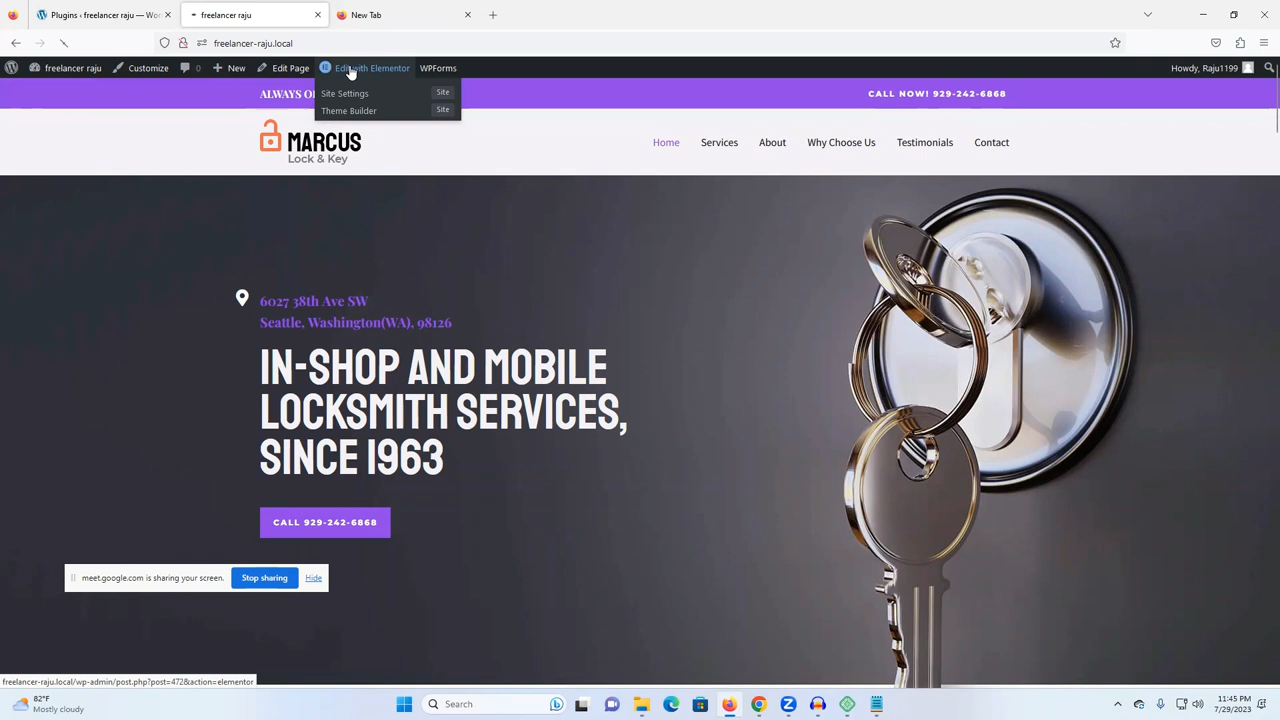 Plugins ‹ freelancer raju — Woo
freelancer raju
New Tab
freelancer-raju.local
freelancer raju
Customize
0
New
Edit Page
Edit with Elementor
WPForms
Howdy, Raju1199
Site Settings
Site
Theme Builder
Site
ALWAYS
CALL NOW! 929-242-6868
MARCUS
Lock & Key
Home
Services
About
Why Choose Us
Testimonials
Contact
6027 38th Ave SW
Seattle, Washington(WA), 98126
IN-SHOP AND MOBILE
LOCKSMITH SERVICES,
SINCE 1963
CALL 929-242-6868
meet.google.com is sharing your screen.
Stop sharing
Hide
freelancer-raju.local/wp-admin/post.php?post=472&action=elementor
82°F
Mostly cloudy
Search
11:45 PM
7/29/2023